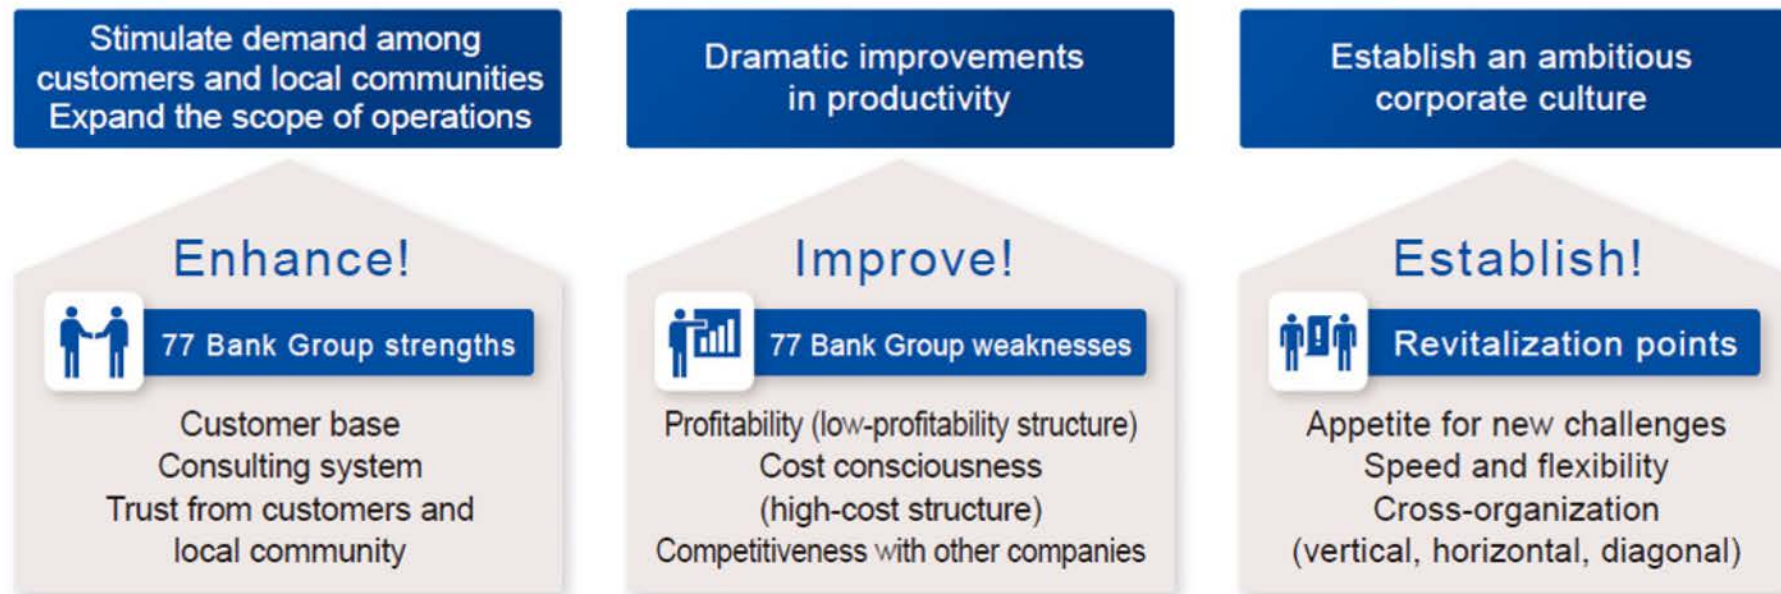 Stimulate demand among
customers and local communities
Expand the scope of operations
Enhance!
77 Bank Group strengths
Customer base
Consulting system
Trust from customers and
local community
Dramatic improvements
in productivity
Improve!
77 Bank Group weaknesses
Profitability (low-profitability structure)
Cost consciousness
(high-cost structure)
Competitiveness with other companies
Establish an ambitious
corporate culture
Establish!
!
Revitalization points
Appetite for new challenges
Speed and flexibility
Cross-organization
(vertical, horizontal, diagonal)